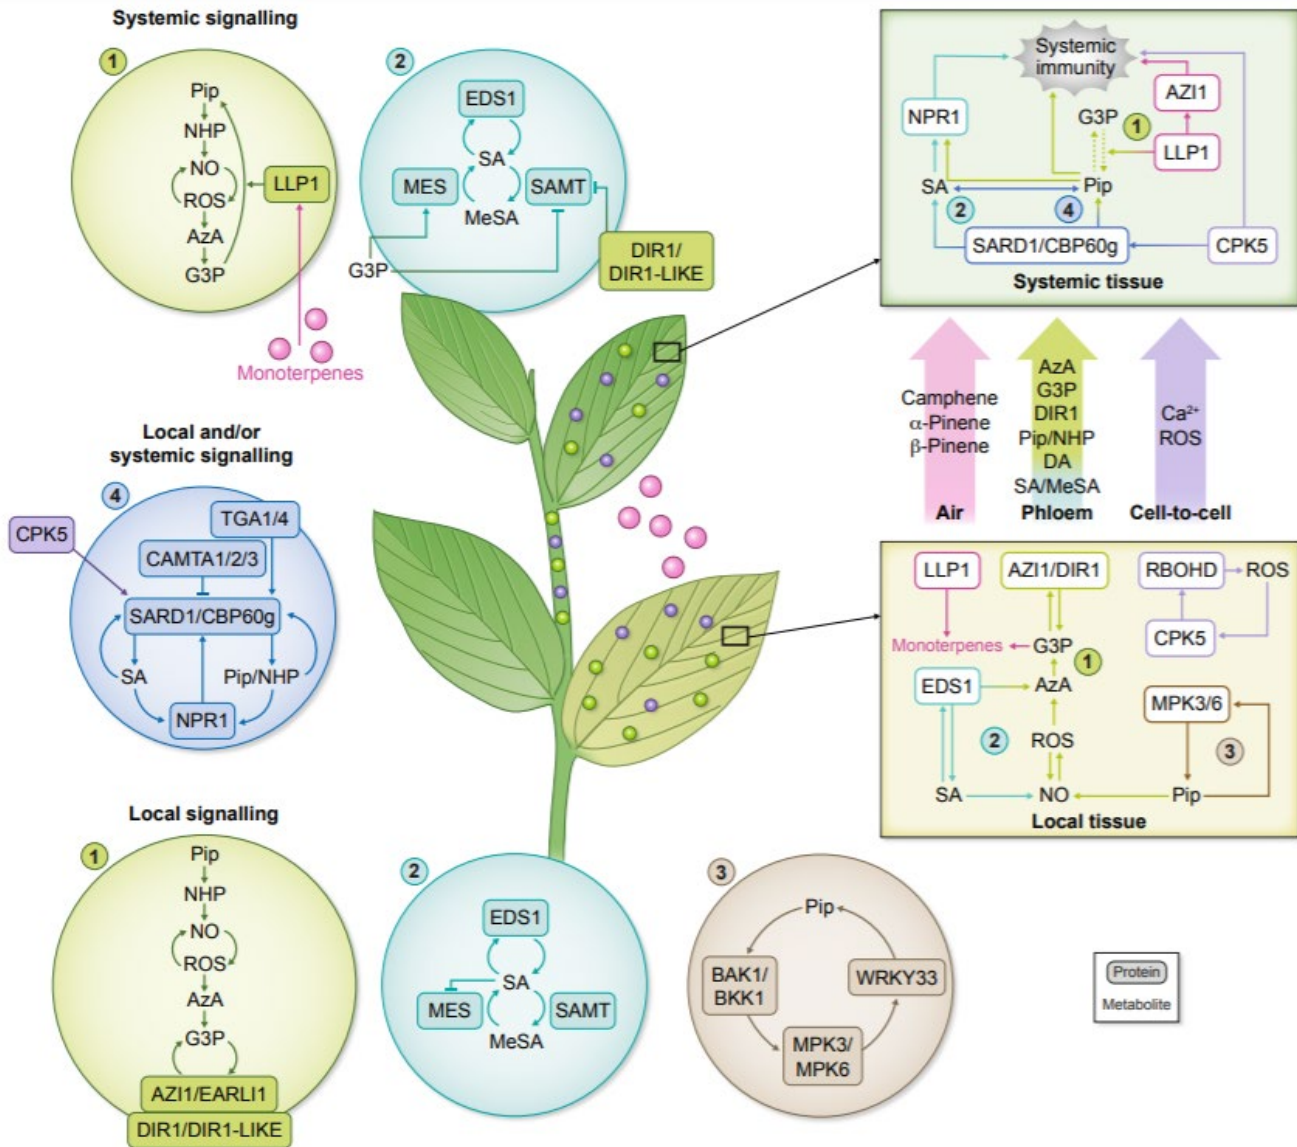 Systemic signalling
1
Pip
NHP
NO
ROS
AzA
G3P
LLP1
Monoterpenes
2
EDS1
SA
MES
SAMT
MeSA
G3P
DIR1/
DIR1-LIKE
Systemic
immunity
NPR1
AZI1
G3P
1
LLP1
SA
Pip
2
4
SARD1/CBP60g
CPK5
Systemic tissue
Camphene
α-Pinene
β-Pinene
Air
AzA
G3P
DIR1
Pip/NHP
DA
SA/MeSA
Phloem
Ca²⁺
ROS
Cell-to-cell
Local and/or
systemic signalling
4
TGA1/4
CPK5
CAMTA1/2/3
SARD1/CBP60g
SA
Pip/NHP
NPR1
LLP1
AZI1/DIR1
RBOHD
ROS
CPK5
Monoterpenes
G3P
1
EDS1
AzA
MPK3/6
2
ROS
3
SA
NO
Pip
Local tissue
Local signalling
1
Pip
NHP
NO
ROS
AzA
G3P
AZI1/EARLI1
DIR1/DIR1-LIKE
2
EDS1
SA
MES
SAMT
MeSA
3
Pip
BAK1/
BKK1
WRKY33
MPK3/
MPK6
Protein
Metabolite